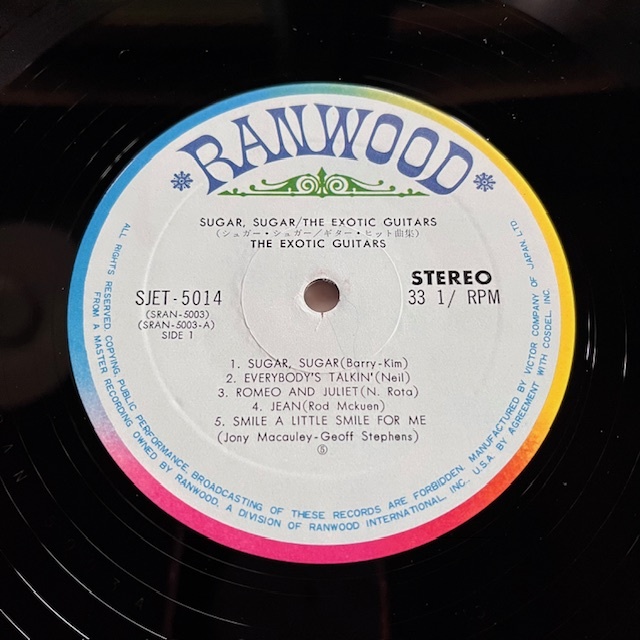 RANWOOD
SUGAR, SUGAR/THE EXOTIC GUITARS
(シュガー・シュガー/ギター・ヒット曲集)
THE EXOTIC GUITARS
SJET-5014
(SRAN-5003)
(SRAN-5003-A)
SIDE 1
STEREO
33 1/ RPM
1. SUGAR, SUGAR(Barry-Kim)
2. EVERYBODY'S TALKIN'(Neil)
3. ROMEO AND JULIET(N. Rota)
4. JEAN(Rod Mckuen)
5. SMILE A LITTLE SMILE FOR ME
(Jony Macauley-Geoff Stephens)
Ⓢ
ALL RIGHTS RESERVED COPYING, PUBLIC PERFORMANCE, BROADCASTING OF THESE RECORDS ARE FORBIDDEN. MANUFACTURED BY VICTOR COMPANY OF JAPAN LTD.
FROM A MASTER RECORDING OWNED BY RANWOOD, A DIVISION OF RANWOOD INTERNATIONAL, INC., U.S.A. BY AGREEMENT WITH COSDEL, INC.